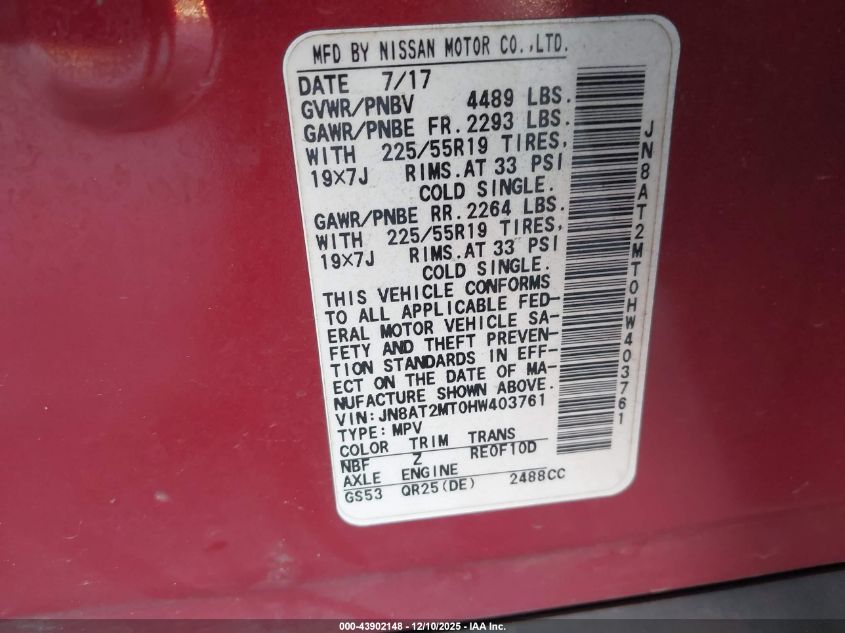 MFD BY NISSAN MOTOR CO.,LTD.
DATE 7/17
GVWR/PNBV 4489 LBS.
GAWR/PNBE FR. 2293 LBS.
WITH 225/55R19 TIRES,
19×7J RIMS.AT 33 PSI
COLD SINGLE.
GAWR/PNBE RR. 2264 LBS.
WITH 225/55R19 TIRES,
19×7J RIMS.AT 33 PSI
COLD SINGLE.
THIS VEHICLE CONFORMS
TO ALL APPLICABLE FED-
ERAL MOTOR VEHICLE SA-
FETY AND THEFT PREVEN-
TION STANDARDS IN EFF-
ECT ON THE DATE OF MA-
NUFACTURE SHOWN ABOVE.
VIN:JN8AT2MT0HW403761
TYPE:MPV
COLOR TRIM TRANS
NBF Z RE0F10D
AXLE ENGINE
GS53 QR25(DE) 2488CC
JN8AT2MT0HW403761
000-43902148 - 12/10/2025 - IAA Inc.